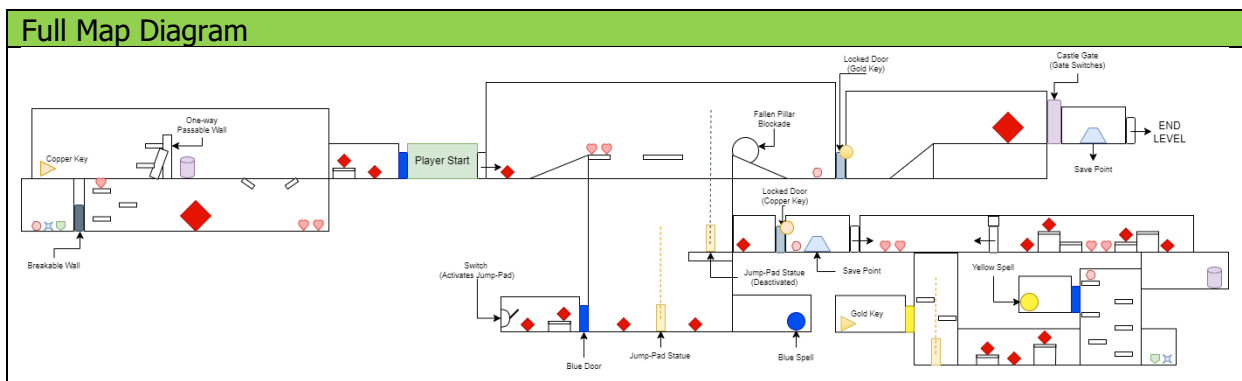 Full Map Diagram
Locked Door
(Gold Key)
Castle Gate
(Gate Switches)
One-way
Passable Wall
Fallen Pillar
Blockade
END
LEVEL
Copper Key
Player Start
Save Point
Locked Door
(Copper Key)
Breakable Wall
Switch
(Activates Jump-Pad)
Jump-Pad Statue
(Deactivated)
Save Point
Yellow Spell
Gold Key
Blue Door
Jump-Pad Statue
Blue Spell